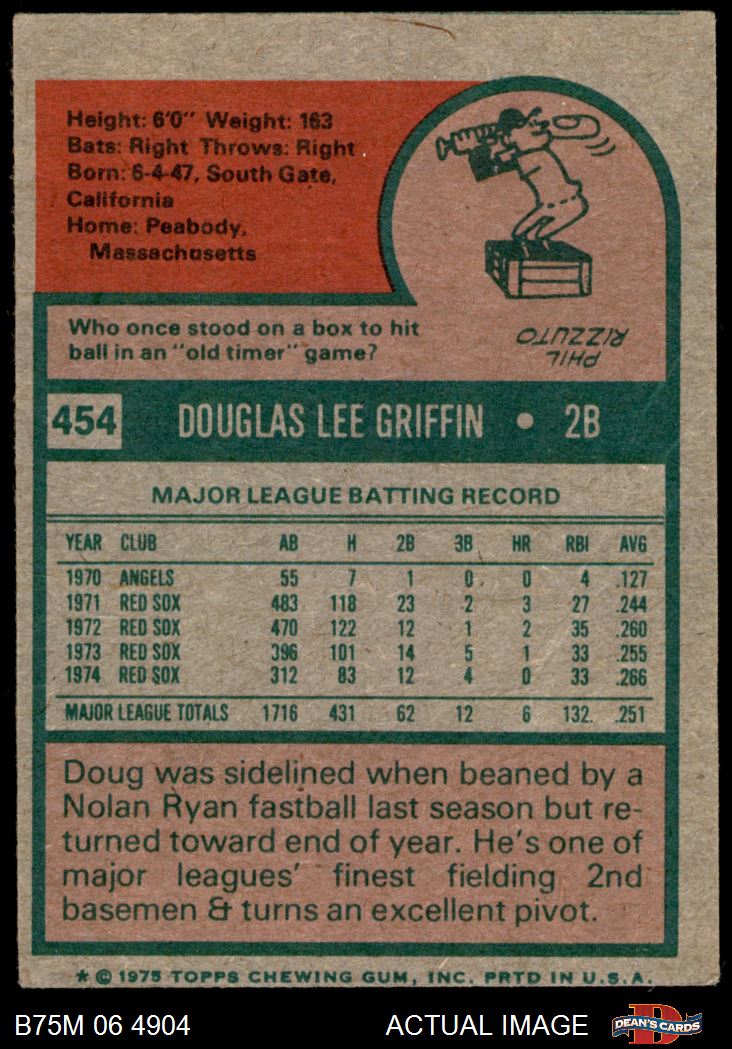 Height: 6'0" Weight: 163
Bats: Right Throws: Right
Born: 6-4-47, South Gate,
California
Home: Peabody,
Massachusetts
Who once stood on a box to hit
ball in an "old timer" game?
PHIL
RIZZUTO
454 DOUGLAS LEE GRIFFIN • 2B
MAJOR LEAGUE BATTING RECORD
YEAR CLUB AB H 2B 3B HR RBI AVG
1970 ANGELS 55 7 1 0 0 4 .127
1971 RED SOX 483 118 23 2 3 27 .244
1972 RED SOX 470 122 12 1 2 35 .260
1973 RED SOX 396 101 14 5 1 33 .255
1974 RED SOX 312 83 12 4 0 33 .266
MAJOR LEAGUE TOTALS 1716 431 62 12 6 132 .251
Doug was sidelined when beaned by a
Nolan Ryan fastball last season but re-
turned toward end of year. He's one of
major leagues' finest fielding 2nd
basemen & turns an excellent pivot.
* © 1975 TOPPS CHEWING GUM, INC. PRTD IN U.S.A.
B75M 06 4904 ACTUAL IMAGE DEAN'S CARDS